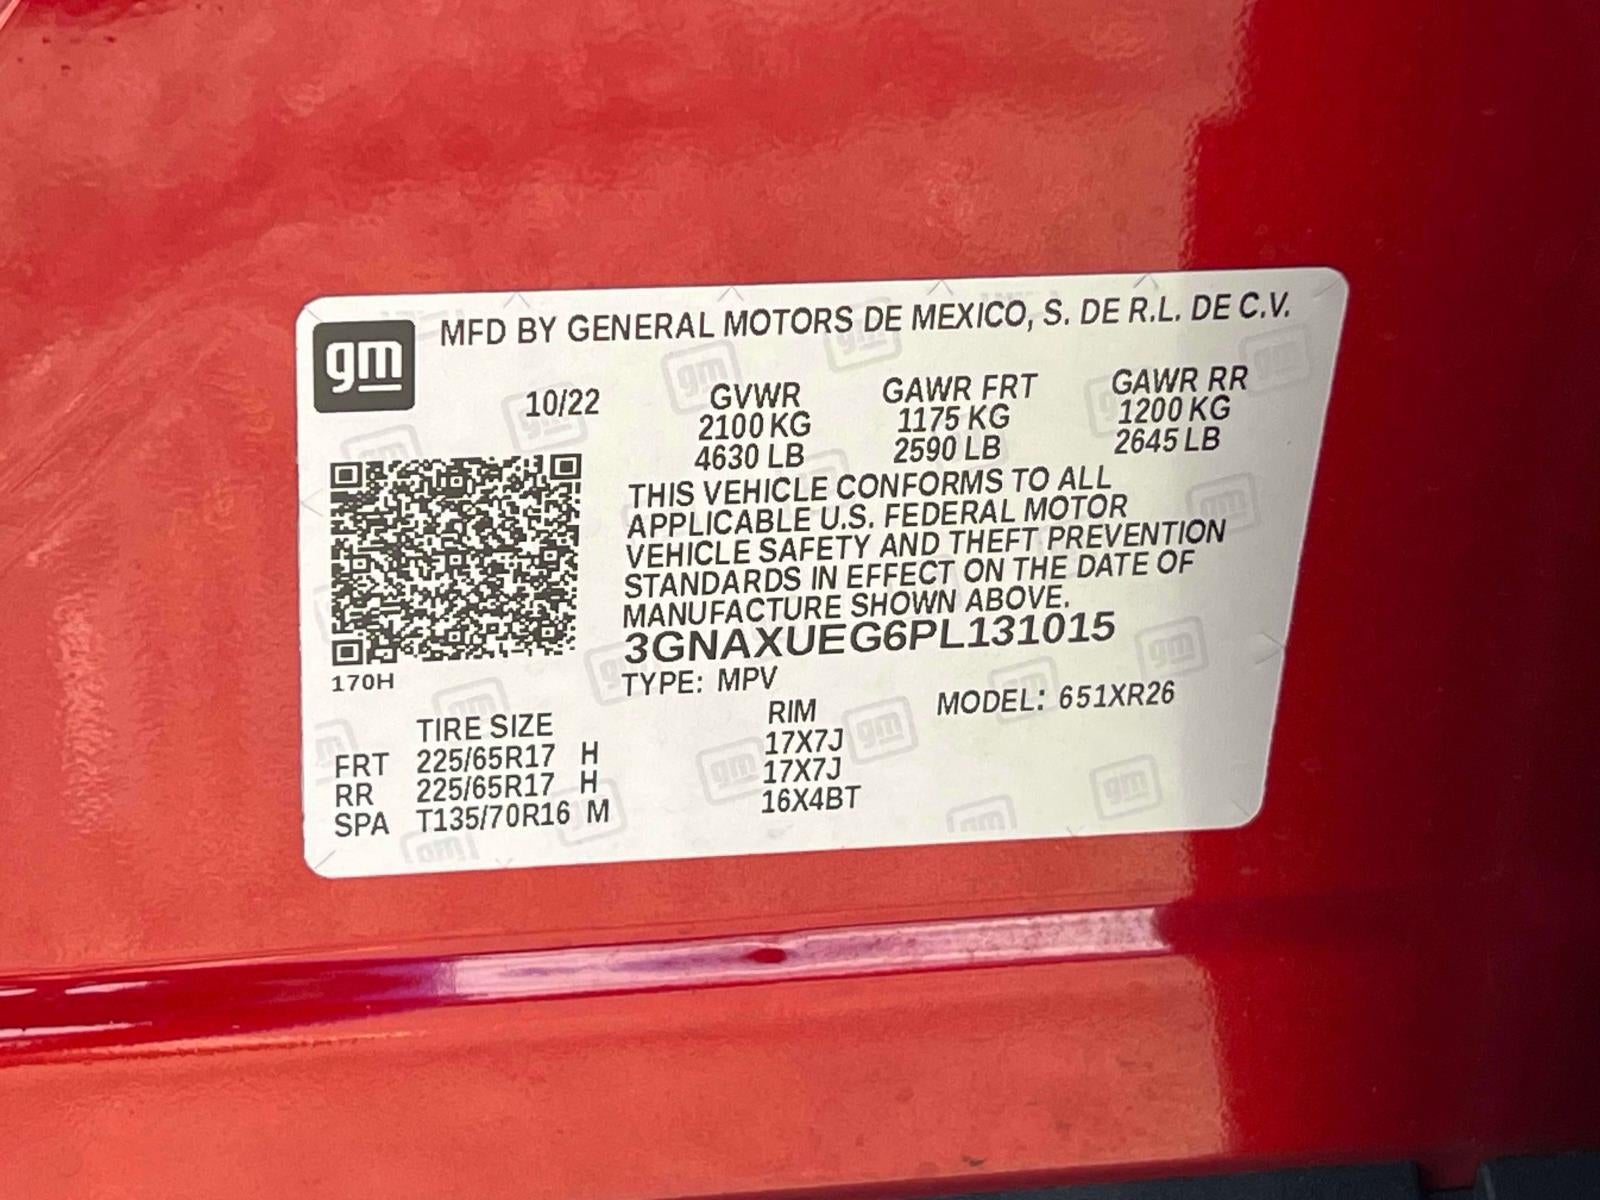 gm
MFD BY GENERAL MOTORS DE MEXICO, S. DE R.L. DE C.V.
10/22
GVWR GAWR FRT GAWR RR
2100 KG 1175 KG 1200 KG
4630 LB 2590 LB 2645 LB
THIS VEHICLE CONFORMS TO ALL
APPLICABLE U.S. FEDERAL MOTOR
VEHICLE SAFETY AND THEFT PREVENTION
STANDARDS IN EFFECT ON THE DATE OF
MANUFACTURE SHOWN ABOVE.
3GNAXUEG6PL131015
170H
TYPE: MPV MODEL: 651XR26
TIRE SIZE RIM
FRT 225/65R17 H 17X7J
RR 225/65R17 H 17X7J
SPA T135/70R16 M 16X4BT